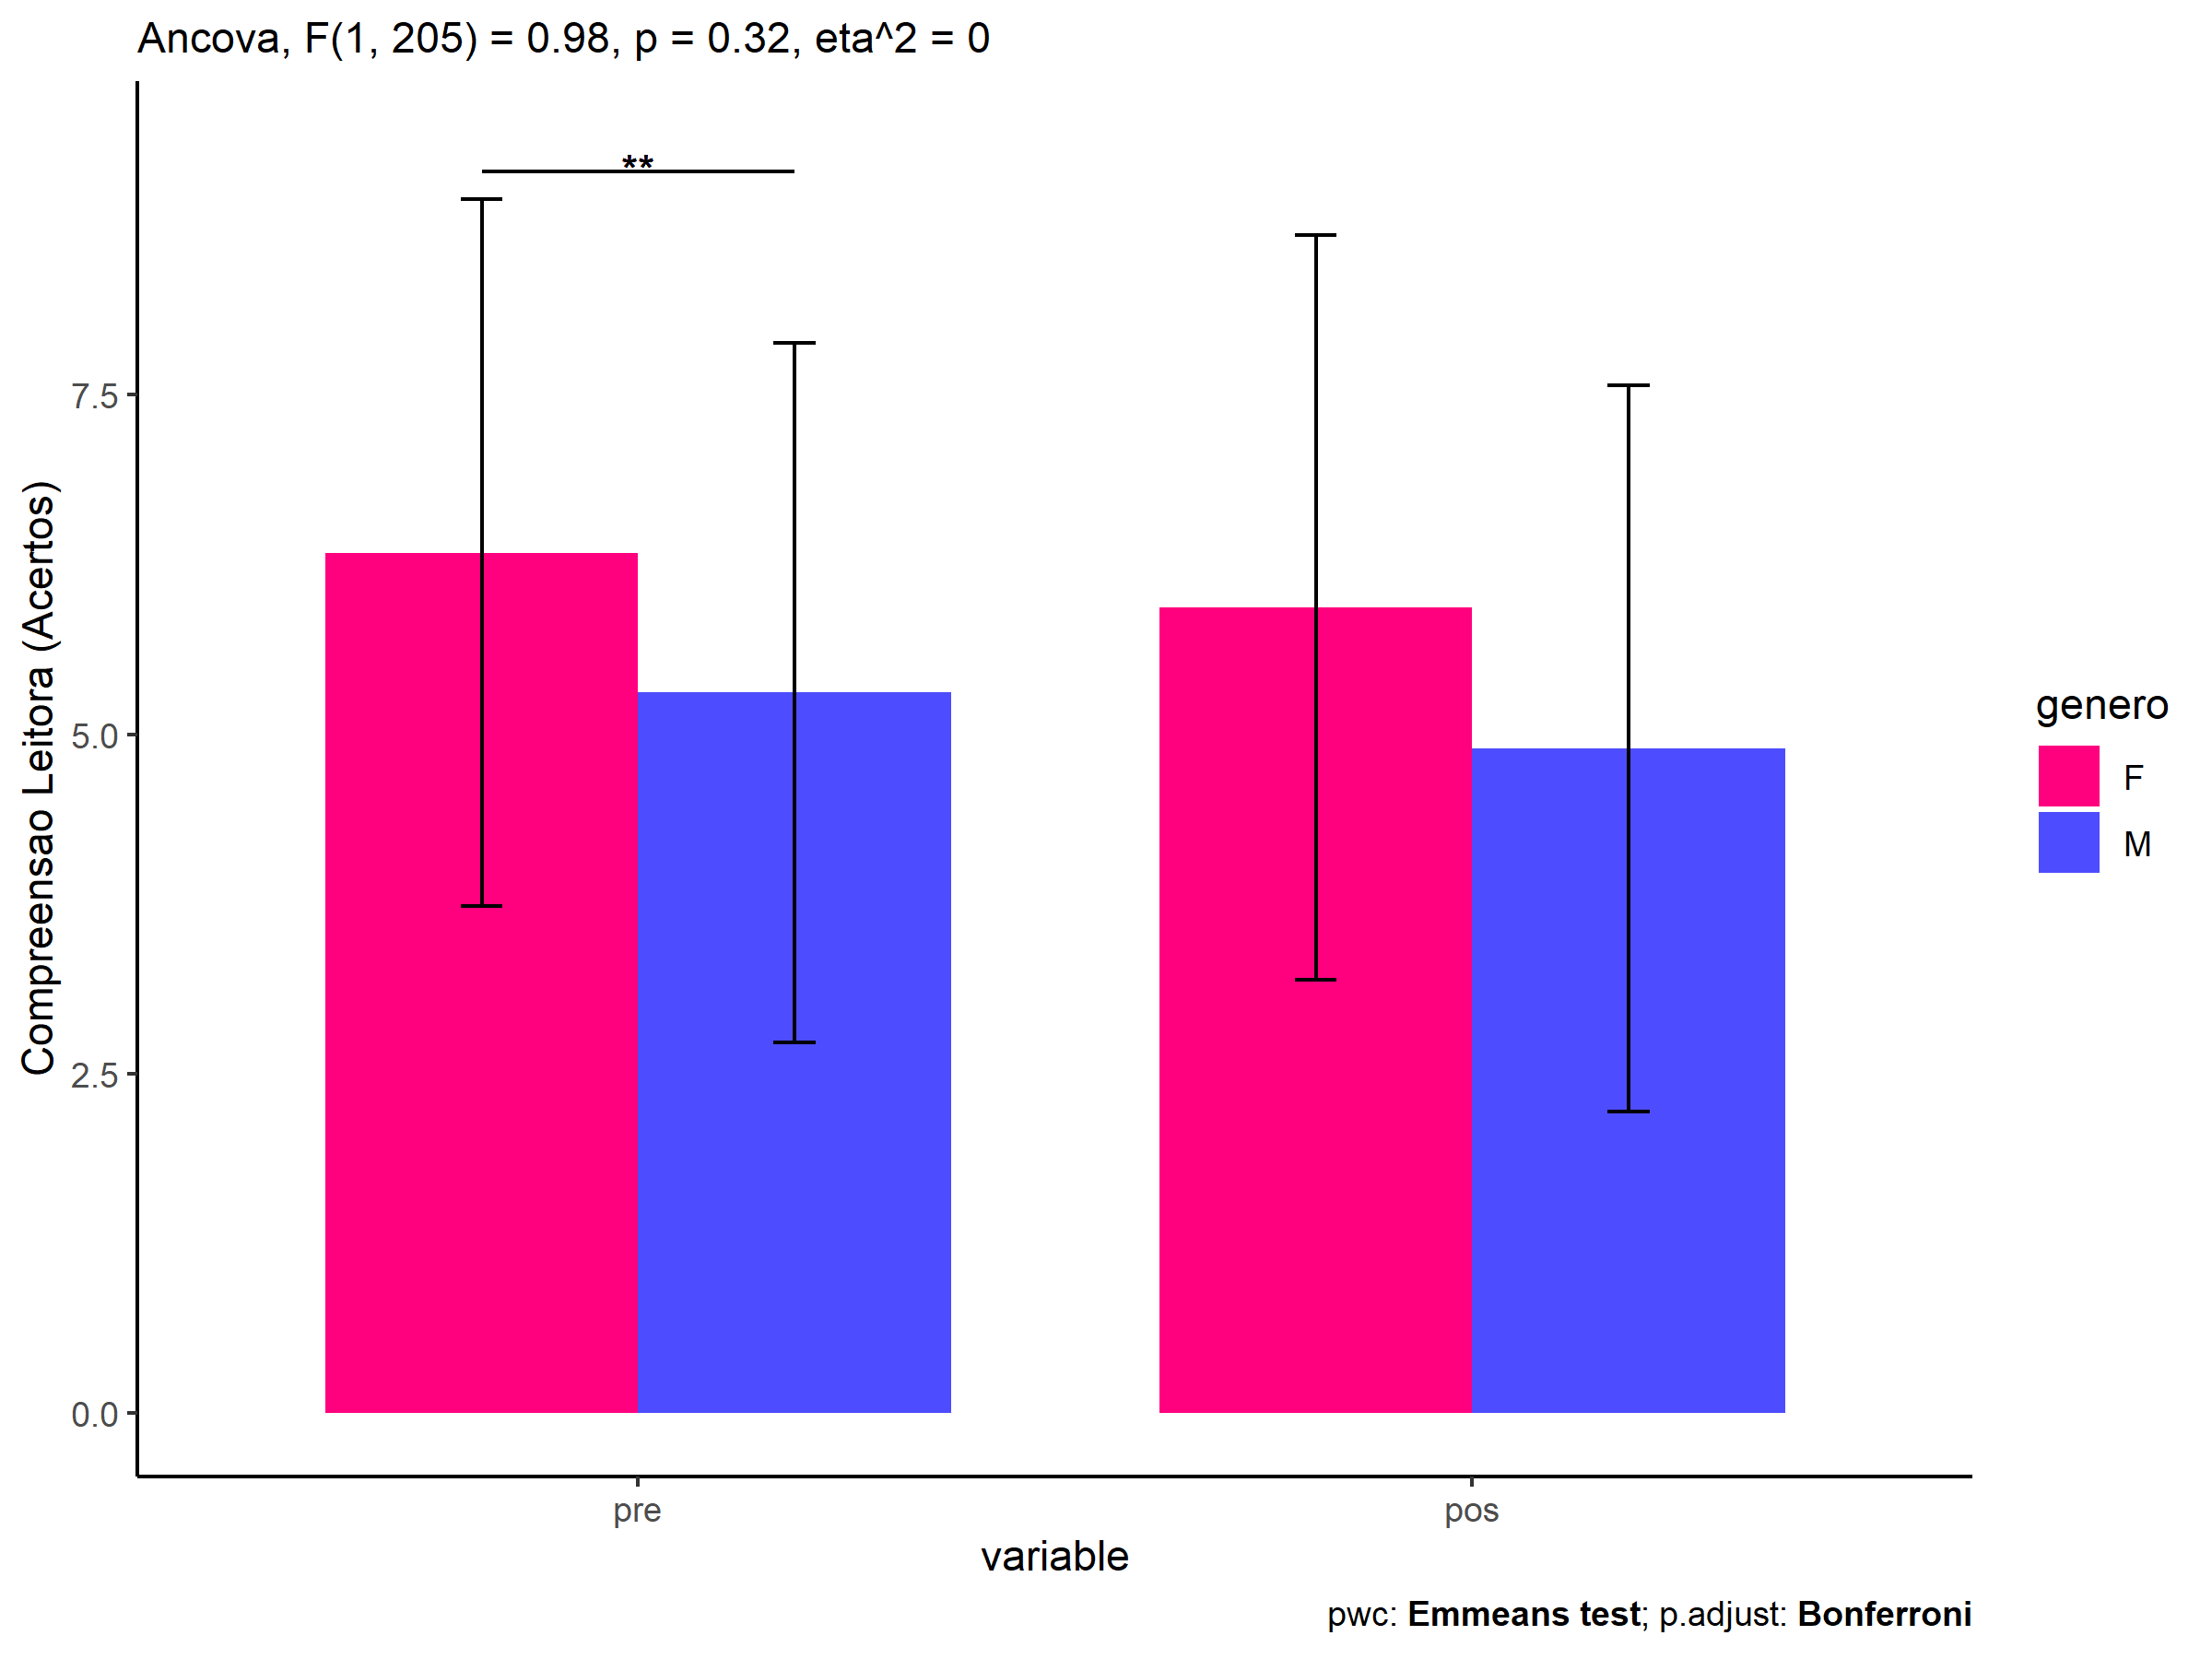 Ancova, F(1, 205) = 0.98, p = 0.32, eta^2 = 0
**
Compreensao Leitora (Acertos)
7.5
5.0
2.5
0.0
pre
pos
variable
genero
F
M
pwc: Emmeans test; p.adjust: Bonferroni